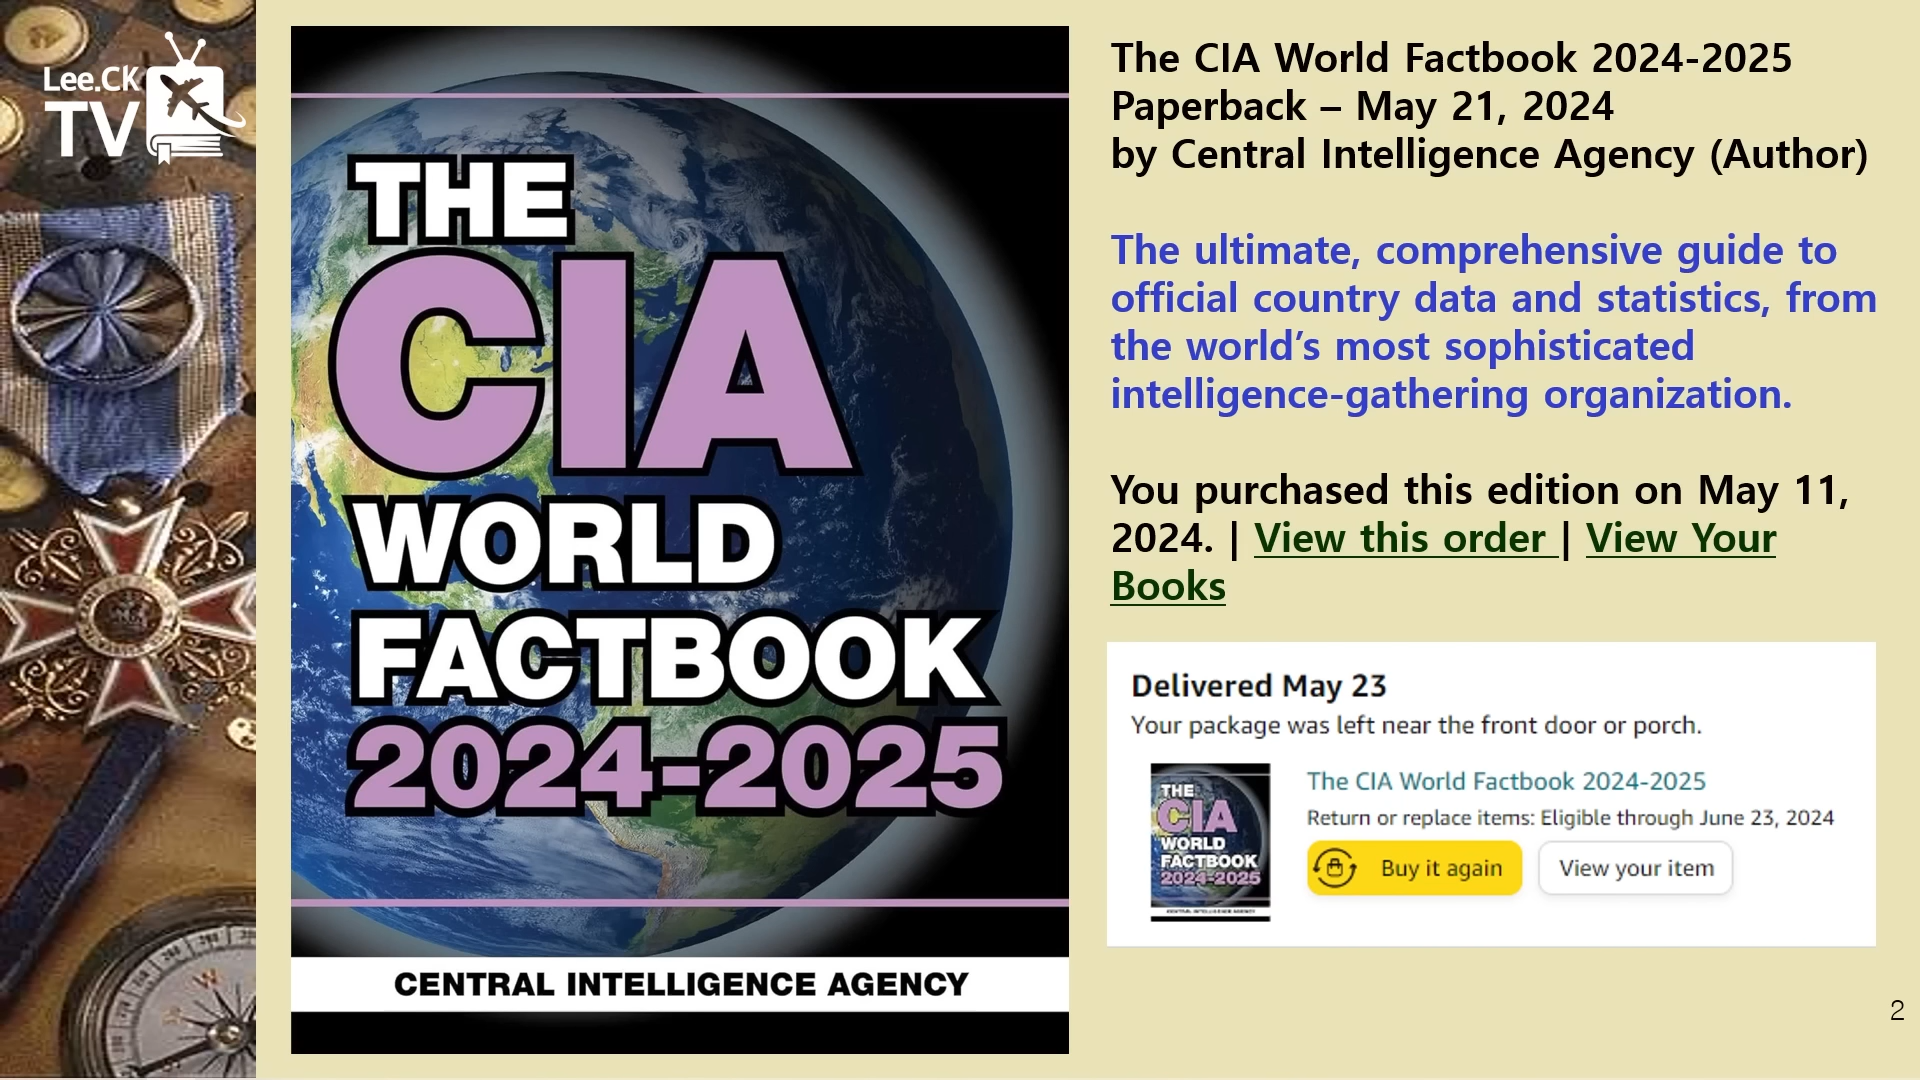 Lee.CK
TV
THE
CIA
WORLD
FACTBOOK
2024-2025
CENTRAL INTELLIGENCE AGENCY
The CIA World Factbook 2024-2025
Paperback – May 21, 2024
by Central Intelligence Agency (Author)
The ultimate, comprehensive guide to
official country data and statistics, from
the world’s most sophisticated
intelligence-gathering organization.
You purchased this edition on May 11,
2024. | View this order | View Your
Books
Delivered May 23
Your package was left near the front door or porch.
THE
CIA
WORLD
FACTBOOK
2024-2025
CENTRAL INTELLIGENCE AGENCY
The CIA World Factbook 2024-2025
Return or replace items: Eligible through June 23, 2024
Buy it again
View your item
2